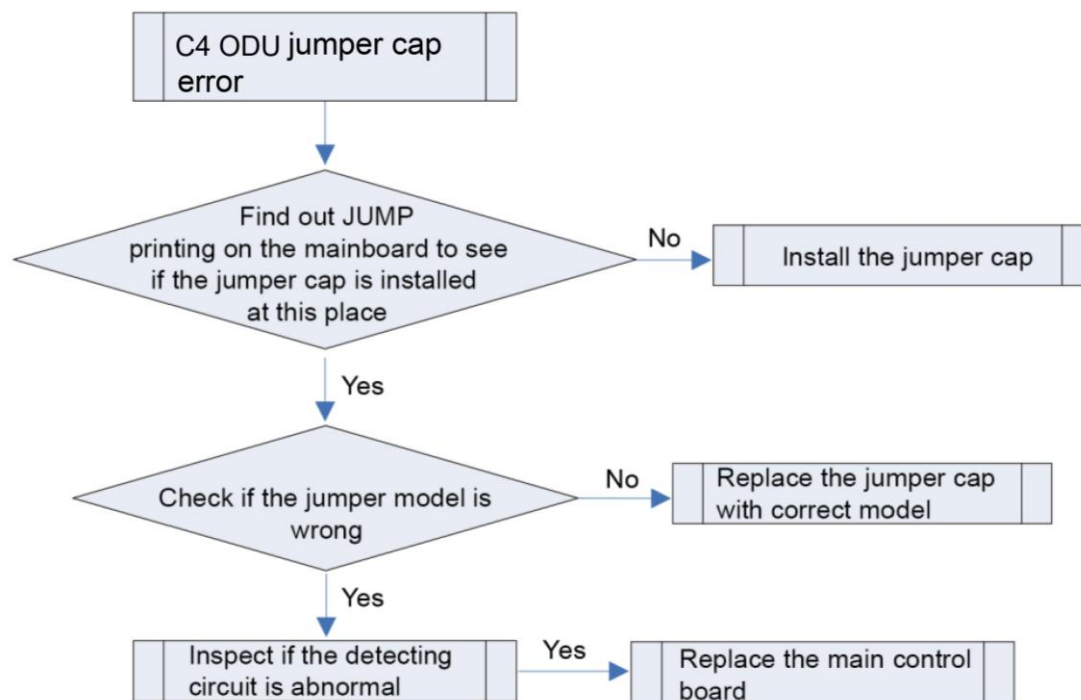 C4 ODU jumper cap
error
Find out JUMP
printing on the mainboard to see
if the jumper cap is installed
at this place
No
Install the jumper cap
Yes
Check if the jumper model is
wrong
No
Replace the jumper cap
with correct model
Yes
Inspect if the detecting
circuit is abnormal
Yes
Replace the main control
board